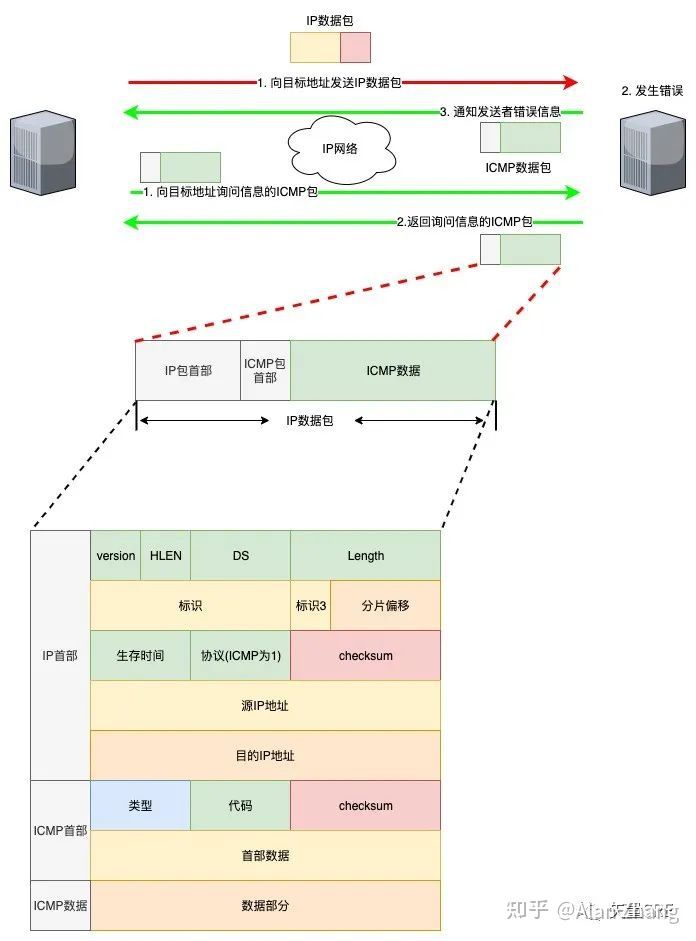 IP数据包
1. 向目标地址发送IP数据包
2. 发生错误
3. 通知发送者错误信息
IP网络
ICMP数据包
1. 向目标地址询问信息的ICMP包
2.返回询问信息的ICMP包
IP包首部
ICMP包
首部
ICMP数据
IP数据包
IP首部
version
HLEN
DS
Length
标识
标识3
分片偏移
生存时间
协议(ICMP为1)
checksum
源IP地址
目的IP地址
ICMP首部
类型
代码
checksum
首部数据
ICMP数据
数据部分
知乎